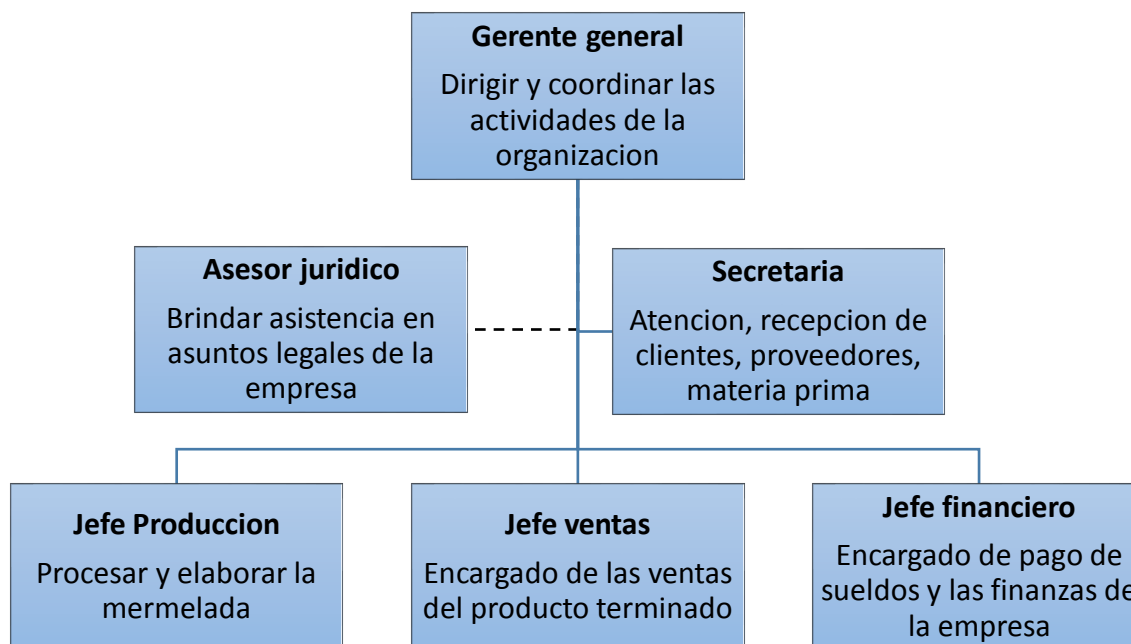 Gerente general
Dirigir y coordinar las
actividades de la
organizacion
Asesor juridico
Brindar asistencia en
asuntos legales de la
empresa
Secretaria
Atencion, recepcion de
clientes, proveedores,
materia prima
Jefe Produccion
Procesar y elaborar la
mermelada
Jefe ventas
Encargado de las ventas
del producto terminado
Jefe financiero
Encargado de pago de
sueldos y las finanzas de
la empresa